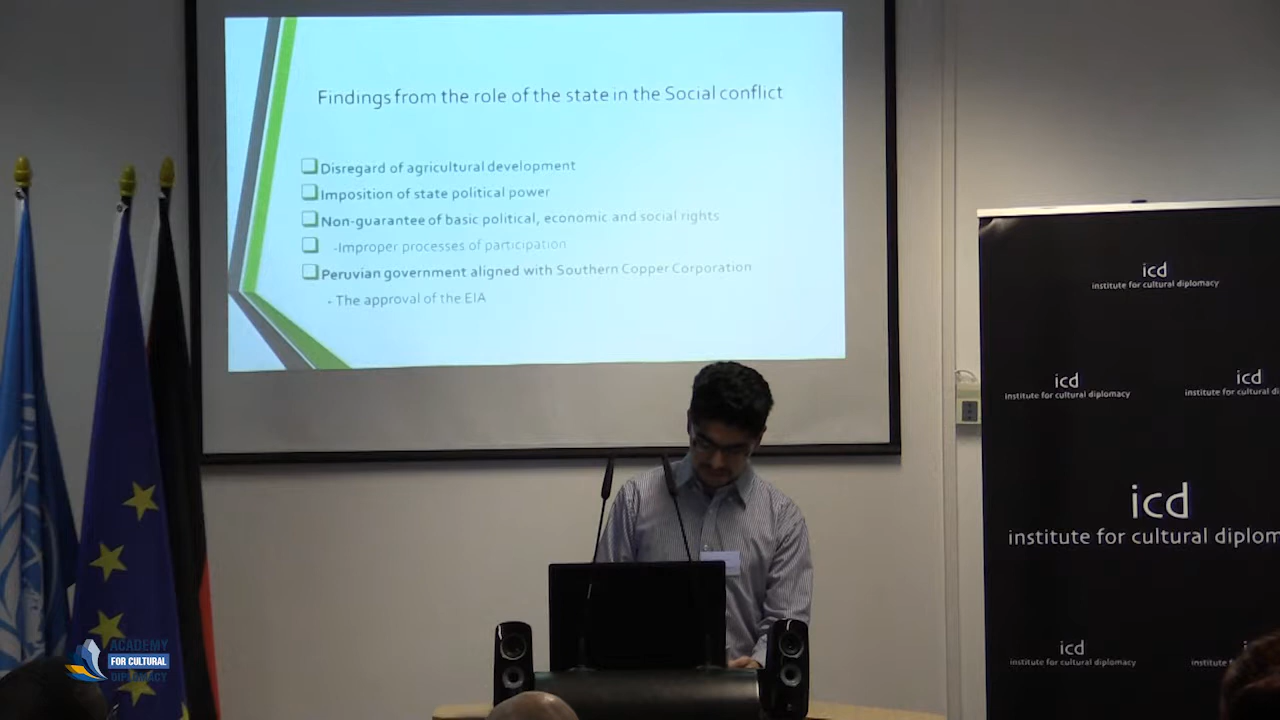 Findings from the role of the state in the Social conflict
Disregard of agricultural development
Imposition of state political power
Non-guarantee of basic political, economic and social rights
-Improper processes of participation
Peruvian government aligned with Southern Copper Corporation
- The approval of the EIA
icd
institute for cultural diplomacy
icd
institute for cultural diplomacy
icd
institute for cultural di
icd
institute for cultural diplom
icd
institute for cultural diplomacy
institute for
ACADEMY
FOR CULTURAL
DIPLOMACY